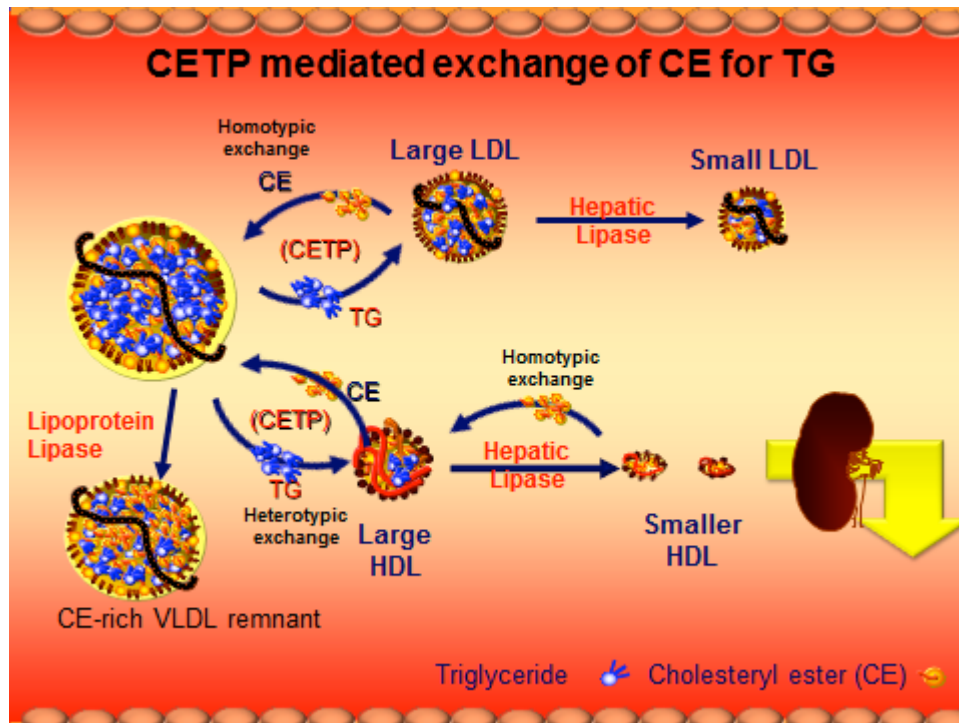 CETP mediated exchange of CE for TG
Homotypic
exchange
CE
Large LDL
Small LDL
Hepatic
Lipase
(CETP)
TG
Homotypic
exchange
CE
(CETP)
Lipoprotein
Lipase
Hepatic
Lipase
TG
Heterotypic
exchange
Large
HDL
Smaller
HDL
CE-rich VLDL remnant
Triglyceride
Cholesteryl ester (CE)